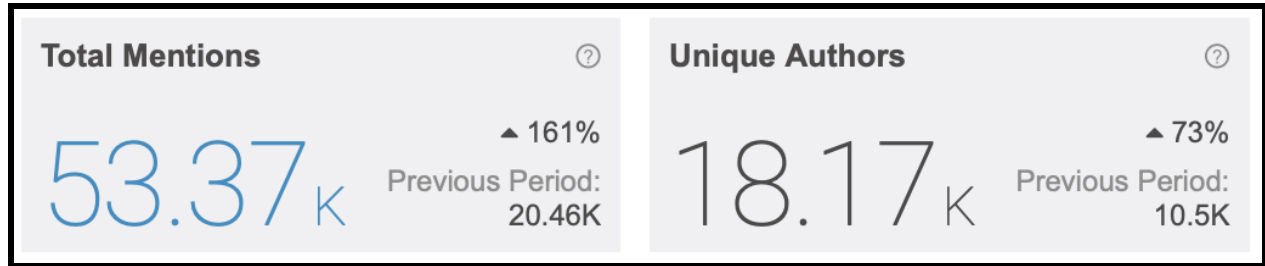 Total Mentions
?
53.37K
▲ 161%
Previous Period:
20.46K
Unique Authors
?
18.17K
▲ 73%
Previous Period:
10.5K